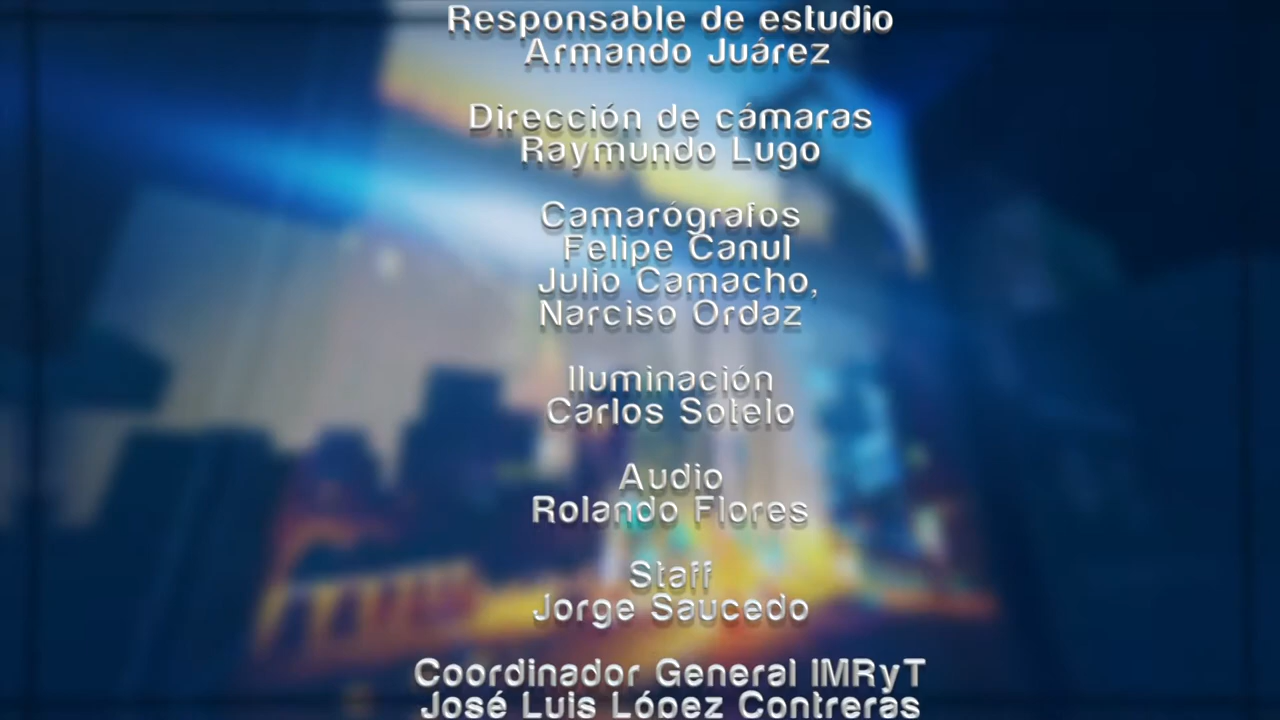 Responsable de estudio
Armando Juárez
Dirección de cámaras
Raymundo Lugo
Camarógrafos
Felipe Canul
Julio Camacho,
Narciso Ordaz
Iluminación
Carlos Sotelo
Audio
Rolando Flores
Staff
Jorge Saucedo
Coordinador General IMRyT
José Luis López Contreras